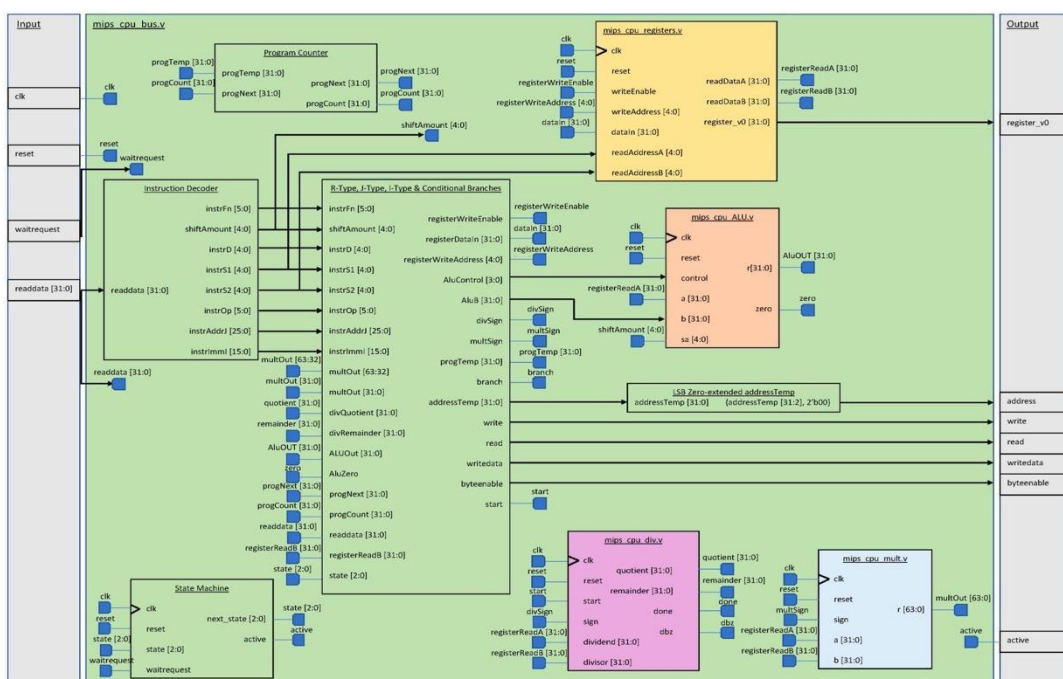 Input
clk
reset
waitrequest
readdata [31:0]
mips_cpu_bus.v
clk
reset
waitrequest
readdata [31:0]
Program Counter
progTemp [31:0]
progCount [31:0]
progTemp [31:0]
progNext [31:0]
progNext [31:0]
progCount [31:0]
progNext [31:0]
progCount [31:0]
shiftAmount [4:0]
Instruction Decoder
readdata [31:0]
instrFn [5:0]
shiftAmount [4:0]
instrD [4:0]
instrS1 [4:0]
instrS2 [4:0]
instrOp [5:0]
instrAddrJ [25:0]
instrImmI [15:0]
R-Type, J-Type, I-Type & Conditional Branches
instrFn [5:0]
shiftAmount [4:0]
instrD [4:0]
instrS1 [4:0]
instrS2 [4:0]
instrOp [5:0]
instrAddrJ [25:0]
instrImmI [15:0]
multOut [63:32]
multOut [31:0]
divQuotient [31:0]
divRemainder [31:0]
ALUOut [31:0]
AluZero
progNext [31:0]
progCount [31:0]
readdata [31:0]
registerReadB [31:0]
state [2:0]
multOut [63:32]
multOut [31:0]
quotient [31:0]
remainder [31:0]
AluOUT [31:0]
zero
progNext [31:0]
progCount [31:0]
readdata [31:0]
registerReadB [31:0]
state [2:0]
registerWriteEnable
registerDataIn [31:0]
registerWriteAddress [4:0]
AluControl [3:0]
AluB [31:0]
divSign
multSign
progTemp [31:0]
branch
addressTemp [31:0]
write
read
writedata
byteenable
start
registerWriteEnable
dataIn [31:0]
registerWriteAddress
divSign
multSign
progTemp [31:0]
branch
start
mips_cpu_registers.v
clk
reset
registerWriteEnable
registerWriteAddress [4:0]
dataIn [31:0]
clk
reset
writeEnable
writeAddress [4:0]
dataIn [31:0]
readAddressA [4:0]
readAddressB [4:0]
readDataA [31:0]
readDataB [31:0]
register_v0 [31:0]
registerReadA [31:0]
registerReadB [31:0]
mips_cpu_ALU.v
clk
reset
registerReadA [31:0]
shiftAmount [4:0]
clk
reset
control
a [31:0]
b [31:0]
sa [4:0]
r[31:0]
zero
AluOUT [31:0]
zero
LSB Zero-extended addressTemp
addressTemp [31:0] {addressTemp [31:2], 2'b00}
State Machine
clk
reset
state [2:0]
waitrequest
clk
reset
state [2:0]
waitrequest
next_state [2:0]
active
state [2:0]
active
mips_cpu_div.v
clk
reset
start
divSign
registerReadA [31:0]
registerReadB [31:0]
clk
reset
start
sign
dividend [31:0]
divisor [31:0]
quotient [31:0]
remainder [31:0]
done
dbz
quotient [31:0]
remainder [31:0]
done
dbz
mips_cpu_mult.v
clk
reset
multSign
registerReadA [31:0]
registerReadB [31:0]
clk
reset
sign
a [31:0]
b [31:0]
r [63:0]
multOut [63:0]
active
Output
register_v0
address
write
read
writedata
byteenable
active